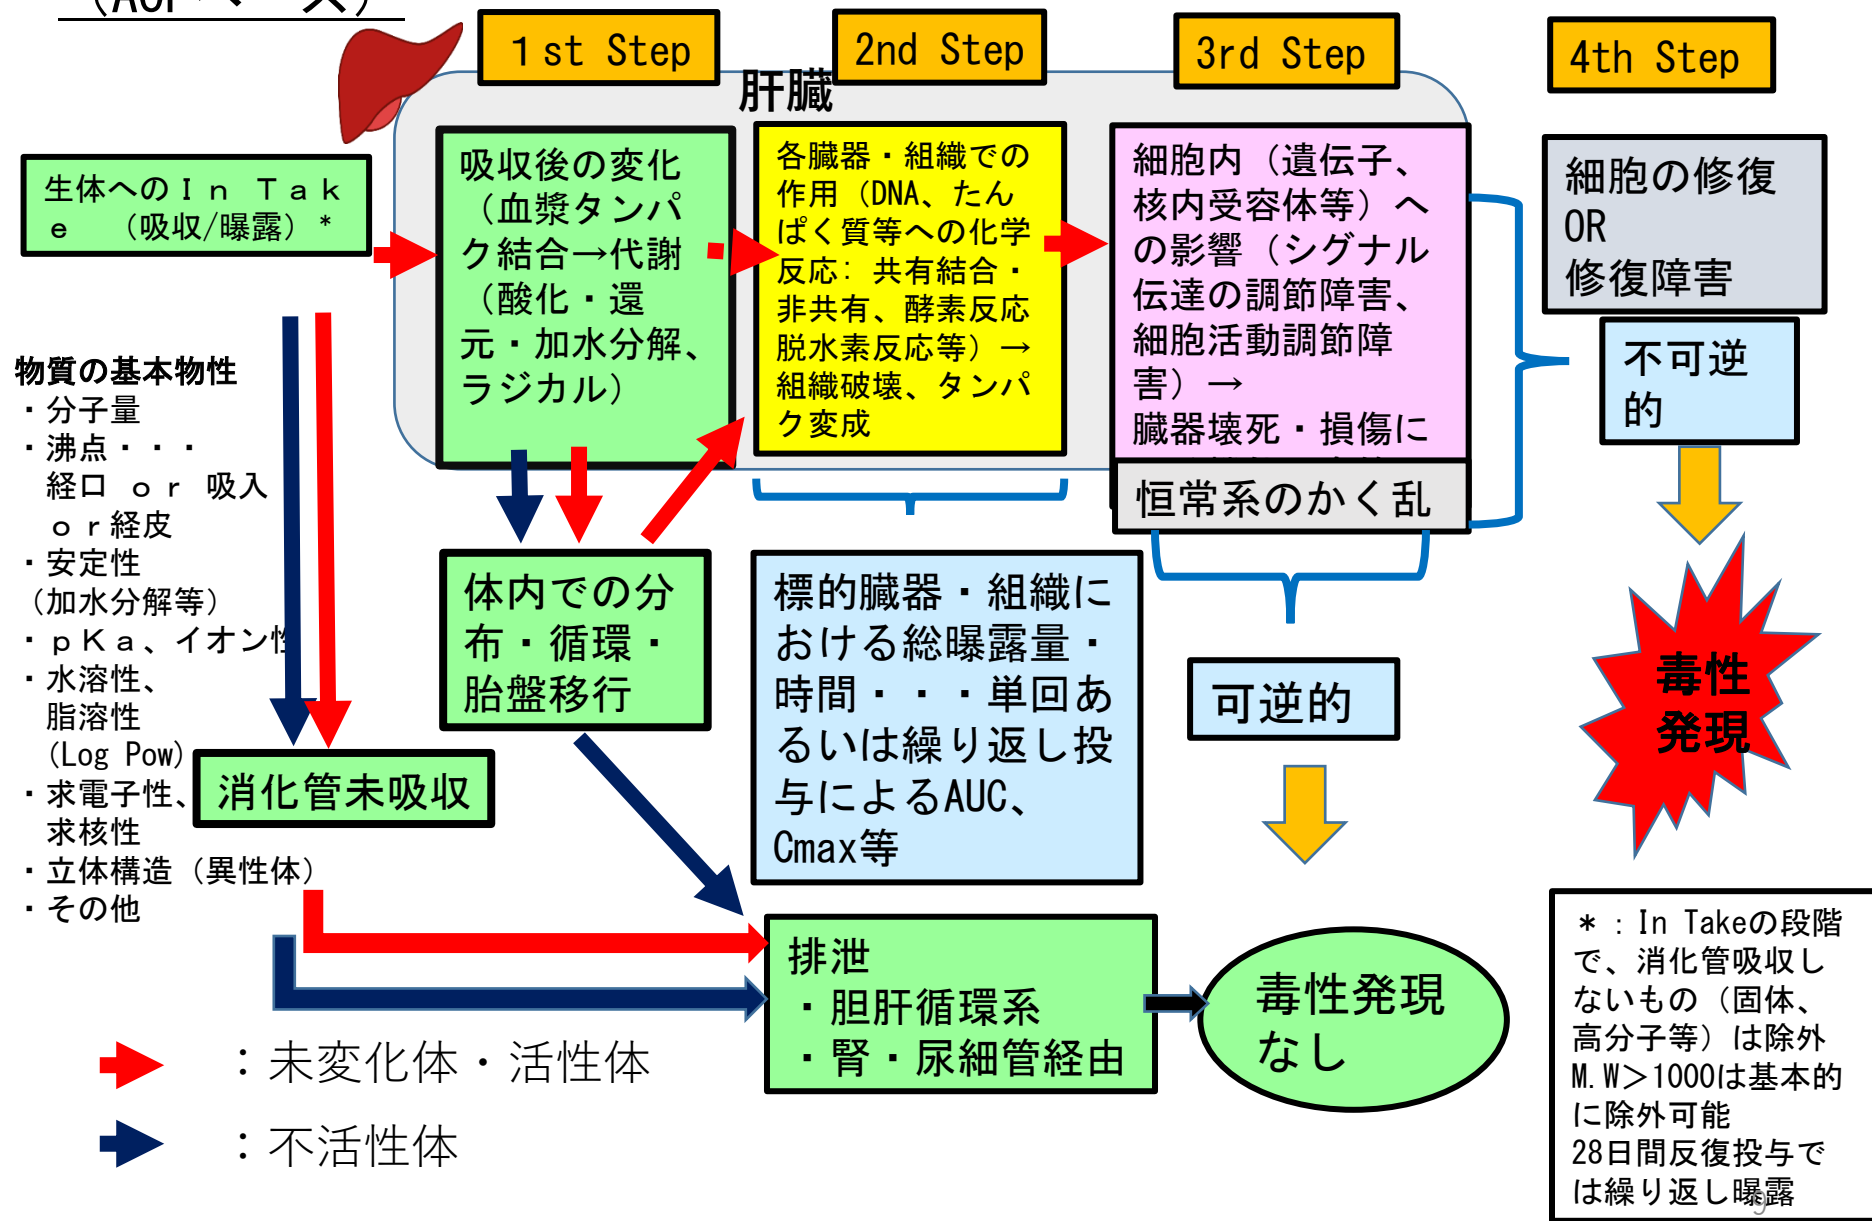 (AOPベース)
1st Step
2nd Step
3rd Step
4th Step
肝臓
生体へのIn Tak
e (吸収/曝露)*
吸収後の変化
(血漿タンパ
ク結合→代謝
(酸化・還
元・加水分解、
ラジカル)
各臓器・組織での
作用(DNA、たん
ぱく質等への化学
反応:共有結合・
非共有、酵素反応
脱水素反応等)→
組織破壊、タンパ
ク変成
細胞内(遺伝子、
核内受容体等)へ
の影響(シグナル
伝達の調節障害、
細胞活動調節障
害)→
臓器壊死・損傷に
恒常系のかく乱
細胞の修復
OR
修復障害
不可逆
的
毒性
発現
物質の基本物性
・分子量
・沸点・・・
経口 or 吸入
or経皮
・安定性
(加水分解等)
・pKa、イオン性
・水溶性、
脂溶性
(Log Pow)
・求電子性、
求核性
・立体構造(異性体)
・その他
消化管未吸収
体内での分
布・循環・
胎盤移行
標的臓器・組織に
おける総曝露量・
時間・・・単回あ
るいは繰り返し投
与によるAUC、
Cmax等
可逆的
排泄
・胆肝循環系
・腎・尿細管経由
毒性発現
なし
:未変化体・活性体
:不活性体
*:In Takeの段階
で、消化管吸収し
ないもの(固体、
高分子等)は除外
M.W>1000は基本的
に除外可能
28日間反復投与で
は繰り返し曝露
9